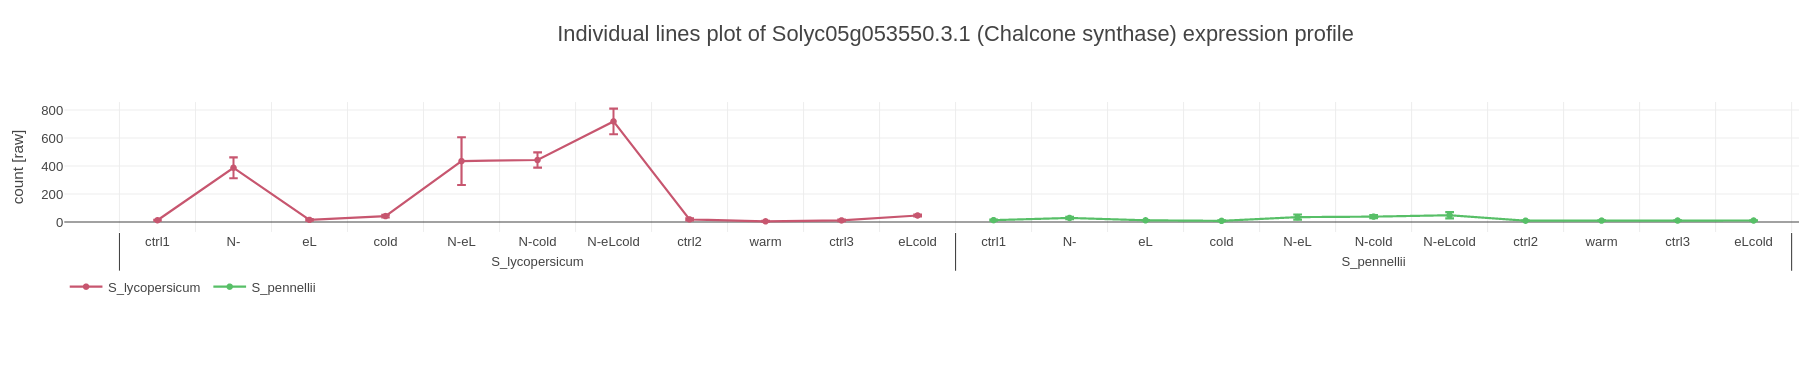 Individual lines plot of Solyc05g053550.3.1 (Chalcone synthase) expression profile
count [raw]
800
600
400
200
0
ctrl1 N- eL cold N-eL N-cold N-eLcold ctrl2 warm ctrl3 eLcold ctrl1 N- eL cold N-eL N-cold N-eLcold ctrl2 warm ctrl3 eLcold
S_lycopersicum S_pennellii
S_lycopersicum S_pennellii